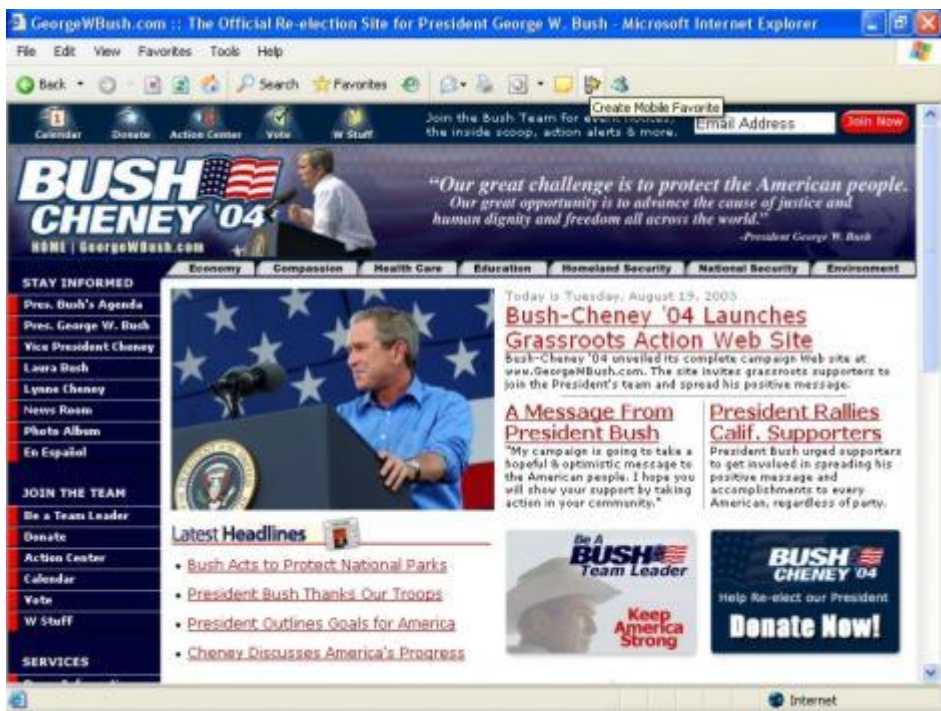 GeorgeWBush.com :: The Official Re-election Site for President George W. Bush - Microsoft Internet Explorer
File Edit View Favorites Tools Help
Back Search Favorites
Create Mobile Favorite
Calendar Donate Action Center Vote W Stuff
Join the Bush Team for event notices,
the inside scoop, action alerts & more.
Email Address
Join Now
BUSH
CHENEY '04
HOME | GeorgeWBush.com
"Our great challenge is to protect the American people.
Our great opportunity is to advance the cause of justice and
human dignity and freedom all across the world."
-President George W. Bush
Economy Compassion Health Care Education Homeland Security National Security Environment
STAY INFORMED
Pres. Bush's Agenda
Pres. George W. Bush
Vice President Cheney
Laura Bush
Lynne Cheney
News Room
Photo Album
En Español
JOIN THE TEAM
Be a Team Leader
Donate
Action Center
Calendar
Vote
W Stuff
SERVICES
Today is Tuesday, August 19, 2003
Bush-Cheney '04 Launches
Grassroots Action Web Site
Bush-Cheney '04 unveiled its complete campaign Web site at
www.GeorgeWBush.com. The site invites grassroots supporters to
join the President's team and spread his positive message.
A Message From
President Bush
"My campaign is going to take a
hopeful & optimistic message to
the American people. I hope you
will show your support by taking
action in your community."
President Rallies
Calif. Supporters
President Bush urged supporters
to get involved in spreading his
positive message and
accomplishments to every
American, regardless of party.
Latest Headlines
Bush Acts to Protect National Parks
President Bush Thanks Our Troops
President Outlines Goals for America
Cheney Discusses America's Progress
Be A
BUSH
Team Leader
Keep
America
Strong
BUSH
CHENEY '04
Help Re-elect our President
Donate Now!
Internet